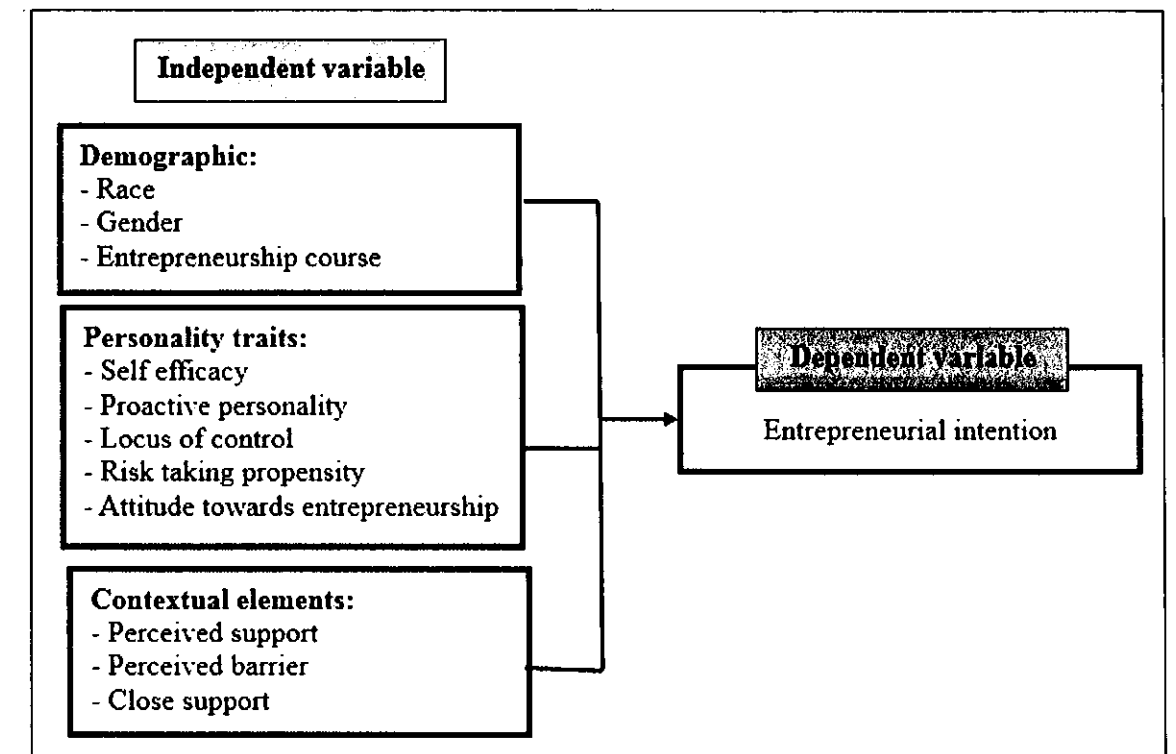 Independent variable
Demographic:
- Race
- Gender
- Entrepreneurship course
Personality traits:
- Self efficacy
- Proactive personality
- Locus of control
- Risk taking propensity
- Attitude towards entrepreneurship
Contextual elements:
- Perceived support
- Perceived barrier
- Close support
Dependent variable
Entrepreneurial intention